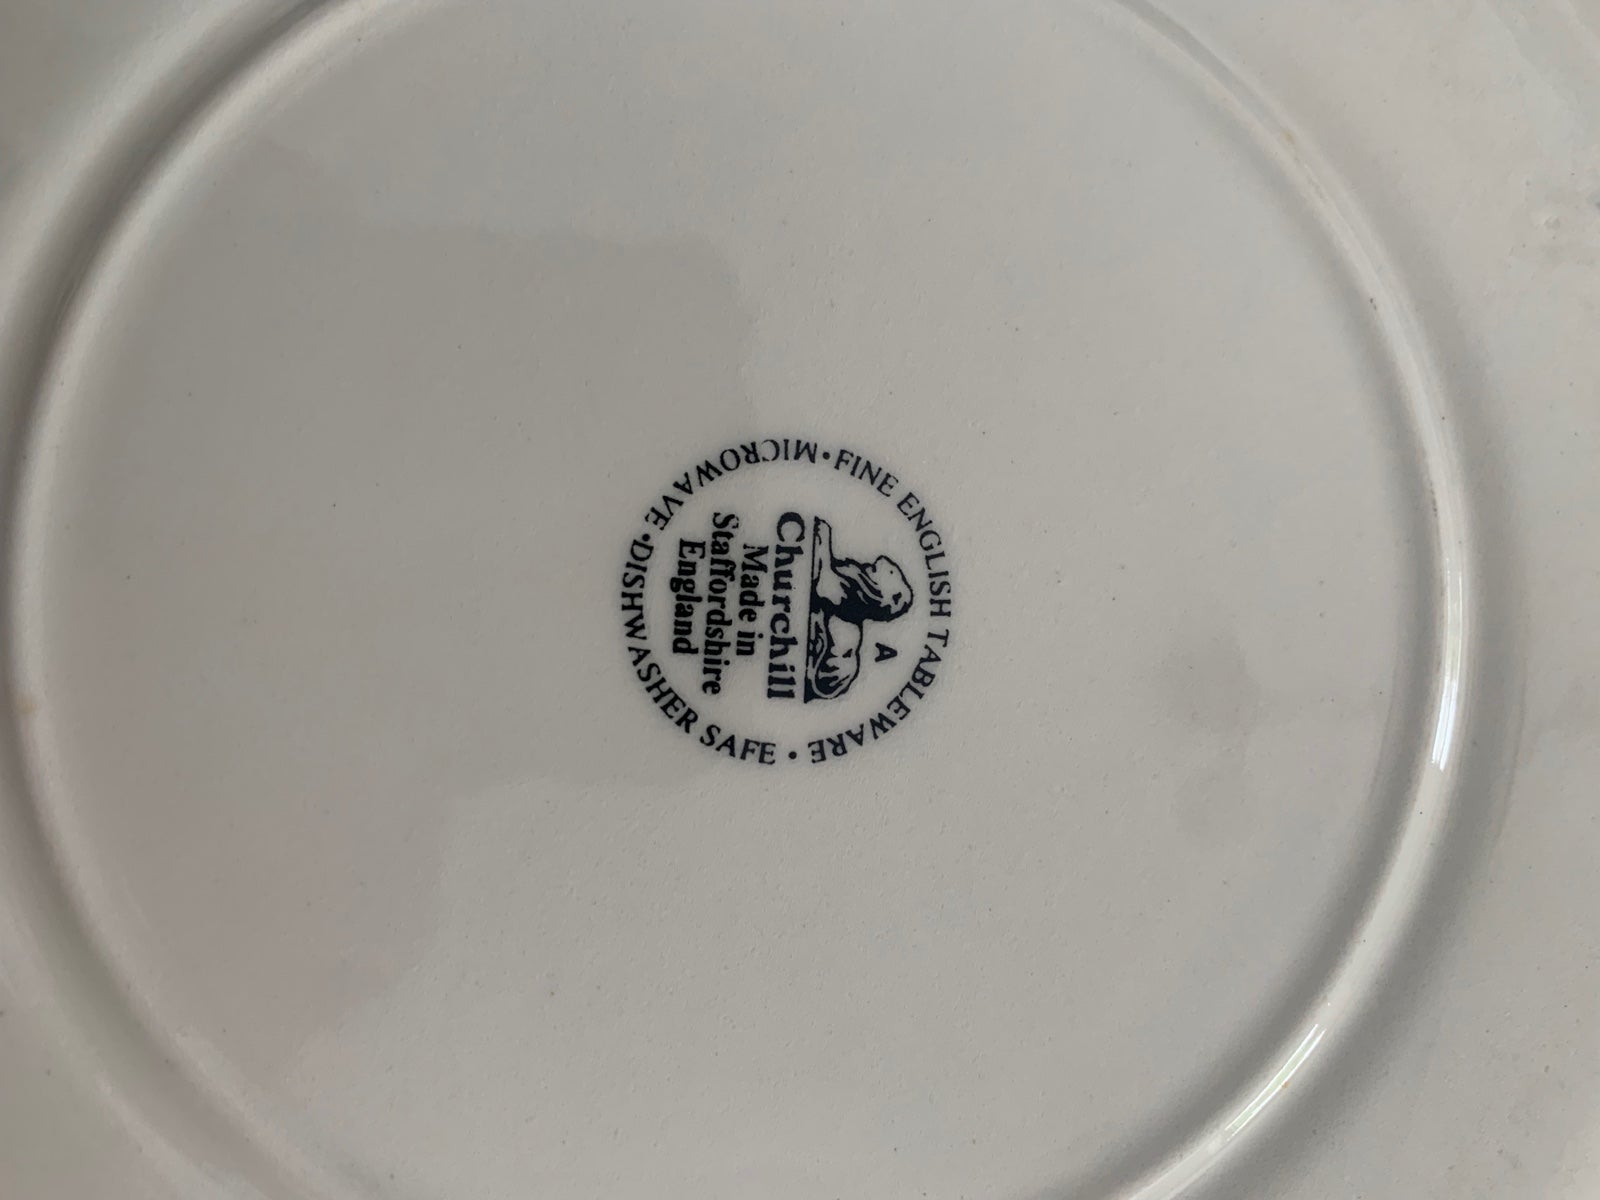 FINE ENGLISH TABLEWARE •
A
Churchill
Made in
Staffordshire
England
MICROWAVE • DISHWASHER SAFE •